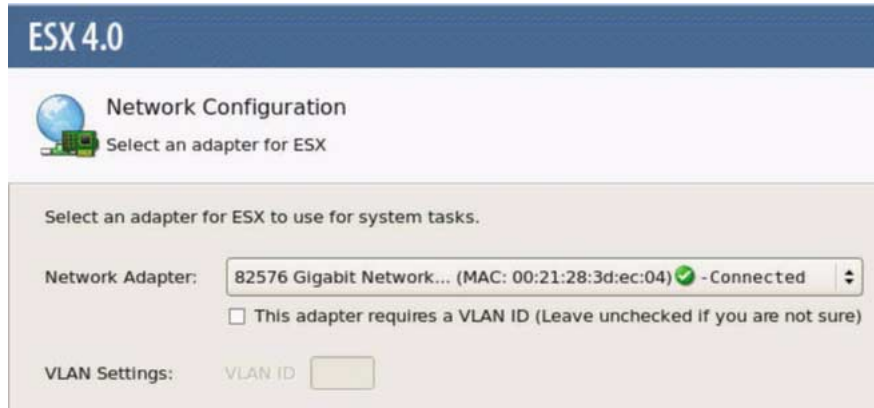 ESX 4.0
Network Configuration
Select an adapter for ESX
Select an adapter for ESX to use for system tasks.
Network Adapter: 82576 Gigabit Network... (MAC: 00:21:28:3d:ec:04) - Connected
This adapter requires a VLAN ID (Leave unchecked if you are not sure)
VLAN Settings: VLAN ID